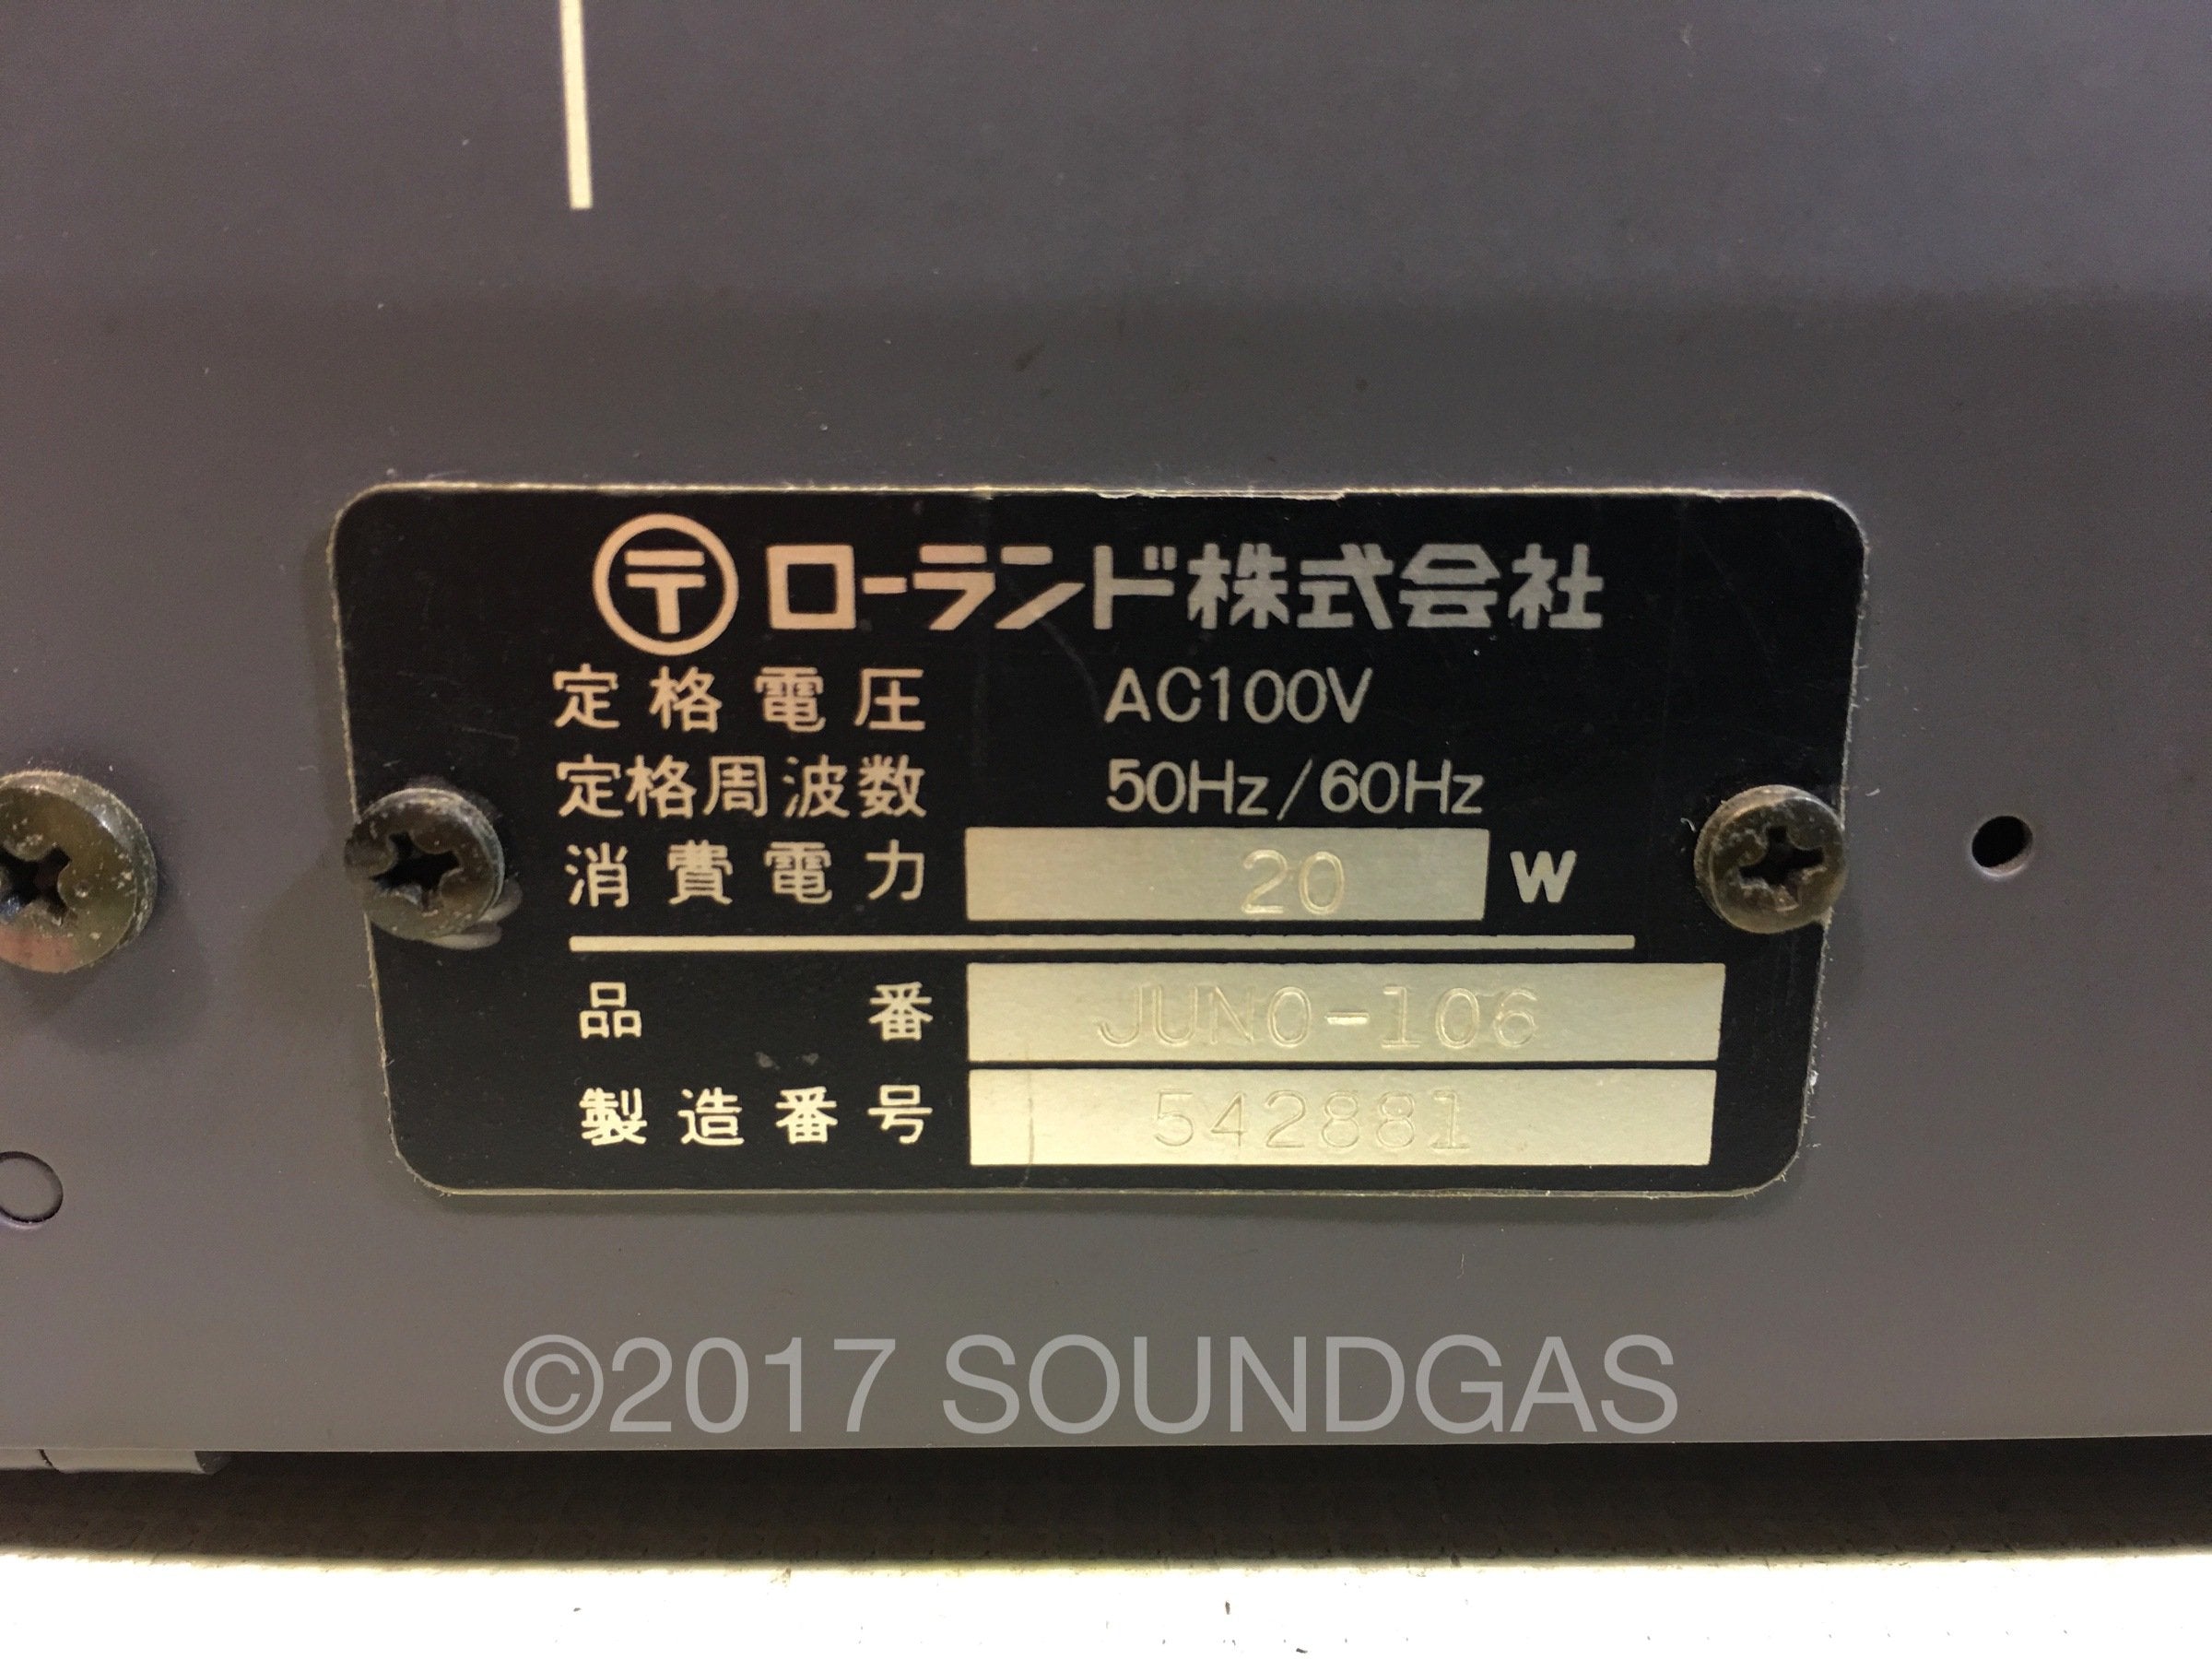 〒 ローランド株式会社
定格電圧 AC100V
定格周波数 50Hz/60Hz
消費電力 20 W
品番 JUNO-106
製造番号 542881
©2017 SOUNDGAS